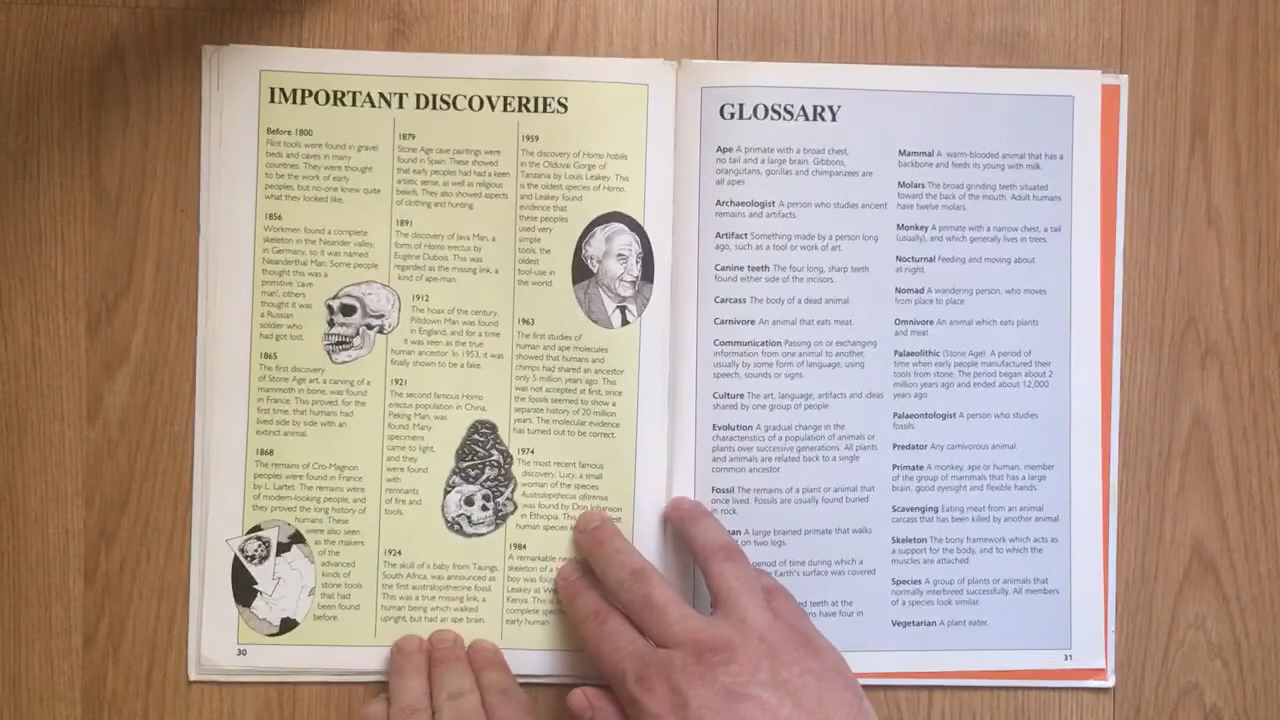 IMPORTANT DISCOVERIES
Before 1800
Flint tools were found in gravel
beds and caves in many
countries. They were thought
to be the work of early
peoples, but no-one knew quite
what they looked like.
1856
Workmen found a complete
skeleton in the Neander valley,
in Germany, so it was named
Neanderthal Man. Some people
thought this was a
primitive 'cave
man', others
thought it was
a Russian
soldier who
had got lost.
1865
The first discovery
of Stone Age art, a carving of a
mammoth in bone, was found
in France. This proved, for the
first time, that humans had
lived side by side with an
extinct animal.
1868
The remains of Cro-Magnon
peoples were found in France
by L. Lartet. The remains were
of modern-looking people, and
they proved the long history of
humans. These
were also seen
as the makers
of the
advanced
kinds of
stone tools
that had
been found
before.
1879
Stone Age cave paintings were
found in Spain. These showed
that early peoples had had a keen
artistic sense, as well as religious
beliefs. They also showed aspects
of clothing and hunting.
1891
The discovery of Java Man, a
form of Homo erectus by
Eugène Dubois. This was
regarded as the missing link, a
kind of ape-man.
1912
The hoax of the century.
Piltdown Man was found
in England, and for a time
it was seen as the true
human ancestor. In 1953, it was
finally shown to be a fake.
1921
The second famous Homo
erectus population in China,
Peking Man, was
found. Many
specimens
came to light,
and they
were found
with
remnants
of fire and
tools.
1924
The skull of a baby from Taungs,
South Africa, was announced as
the first australopithecine fossil.
This was a true missing link, a
human being which walked
upright, but had an ape brain.
1959
The discovery of Homo habilis
in the Olduvai Gorge of
Tanzania by Louis Leakey. This
is the oldest species of Homo,
and Leakey found
evidence that
these peoples
used very
simple
tools, the
oldest
tool-use in
the world.
1963
The first studies of
human and ape molecules
showed that humans and
chimps had shared an ancestor
only 5 million years ago. This
was not accepted at first, since
the fossils seemed to show a
separate history of 20 million
years. The molecular evidence
has turned out to be correct.
1974
The most recent famous
discovery, Lucy, a small
woman of the species
Australopithecus afarensis
was found by Don Johanson
in Ethiopia. This
human species
1984
A remarkable
skeleton of a
boy was
Leakey at
Kenya. This is
complete
early human.
30
GLOSSARY
Ape A primate with a broad chest,
no tail and a large brain. Gibbons,
orangutans, gorillas and chimpanzees are
all apes.
Archaeologist A person who studies ancient
remains and artifacts.
Artifact Something made by a person long
ago, such as a tool or work of art.
Canine teeth The four long, sharp teeth
found either side of the incisors.
Carcass The body of a dead animal.
Carnivore An animal that eats meat.
Communication Passing on or exchanging
information from one animal to another,
usually by some form of language, using
speech, sounds or signs.
Culture The art, language, artifacts and ideas
shared by one group of people.
Evolution A gradual change in the
characteristics of a population of animals or
plants over successive generations. All plants
and animals are related back to a single
common ancestor.
Fossil The remains of a plant or animal that
once lived. Fossils are usually found buried
in rock.
A large brained primate that walks
on two legs.
period of time during which a
Earth's surface was covered
teeth at the
have four in
Mammal A warm-blooded animal that has a
backbone and feeds its young with milk.
Molars The broad grinding teeth situated
toward the back of the mouth. Adult humans
have twelve molars.
Monkey A primate with a narrow chest, a tail
(usually), and which generally lives in trees.
Nocturnal Feeding and moving about
at night.
Nomad A wandering person, who moves
from place to place.
Omnivore An animal which eats plants
and meat.
Palaeolithic (Stone Age) A period of
time when early people manufactured their
tools from stone. The period began about 2
million years ago and ended about 12,000
years ago.
Palaeontologist A person who studies
fossils.
Predator Any carnivorous animal.
Primate A monkey, ape or human, member
of the group of mammals that has a large
brain, good eyesight and flexible hands.
Scavenging Eating meat from an animal
carcass that has been killed by another animal.
Skeleton The bony framework which acts as
a support for the body, and to which the
muscles are attached.
Species A group of plants or animals that
normally interbreed successfully. All members
of a species look similar.
Vegetarian A plant eater.
31